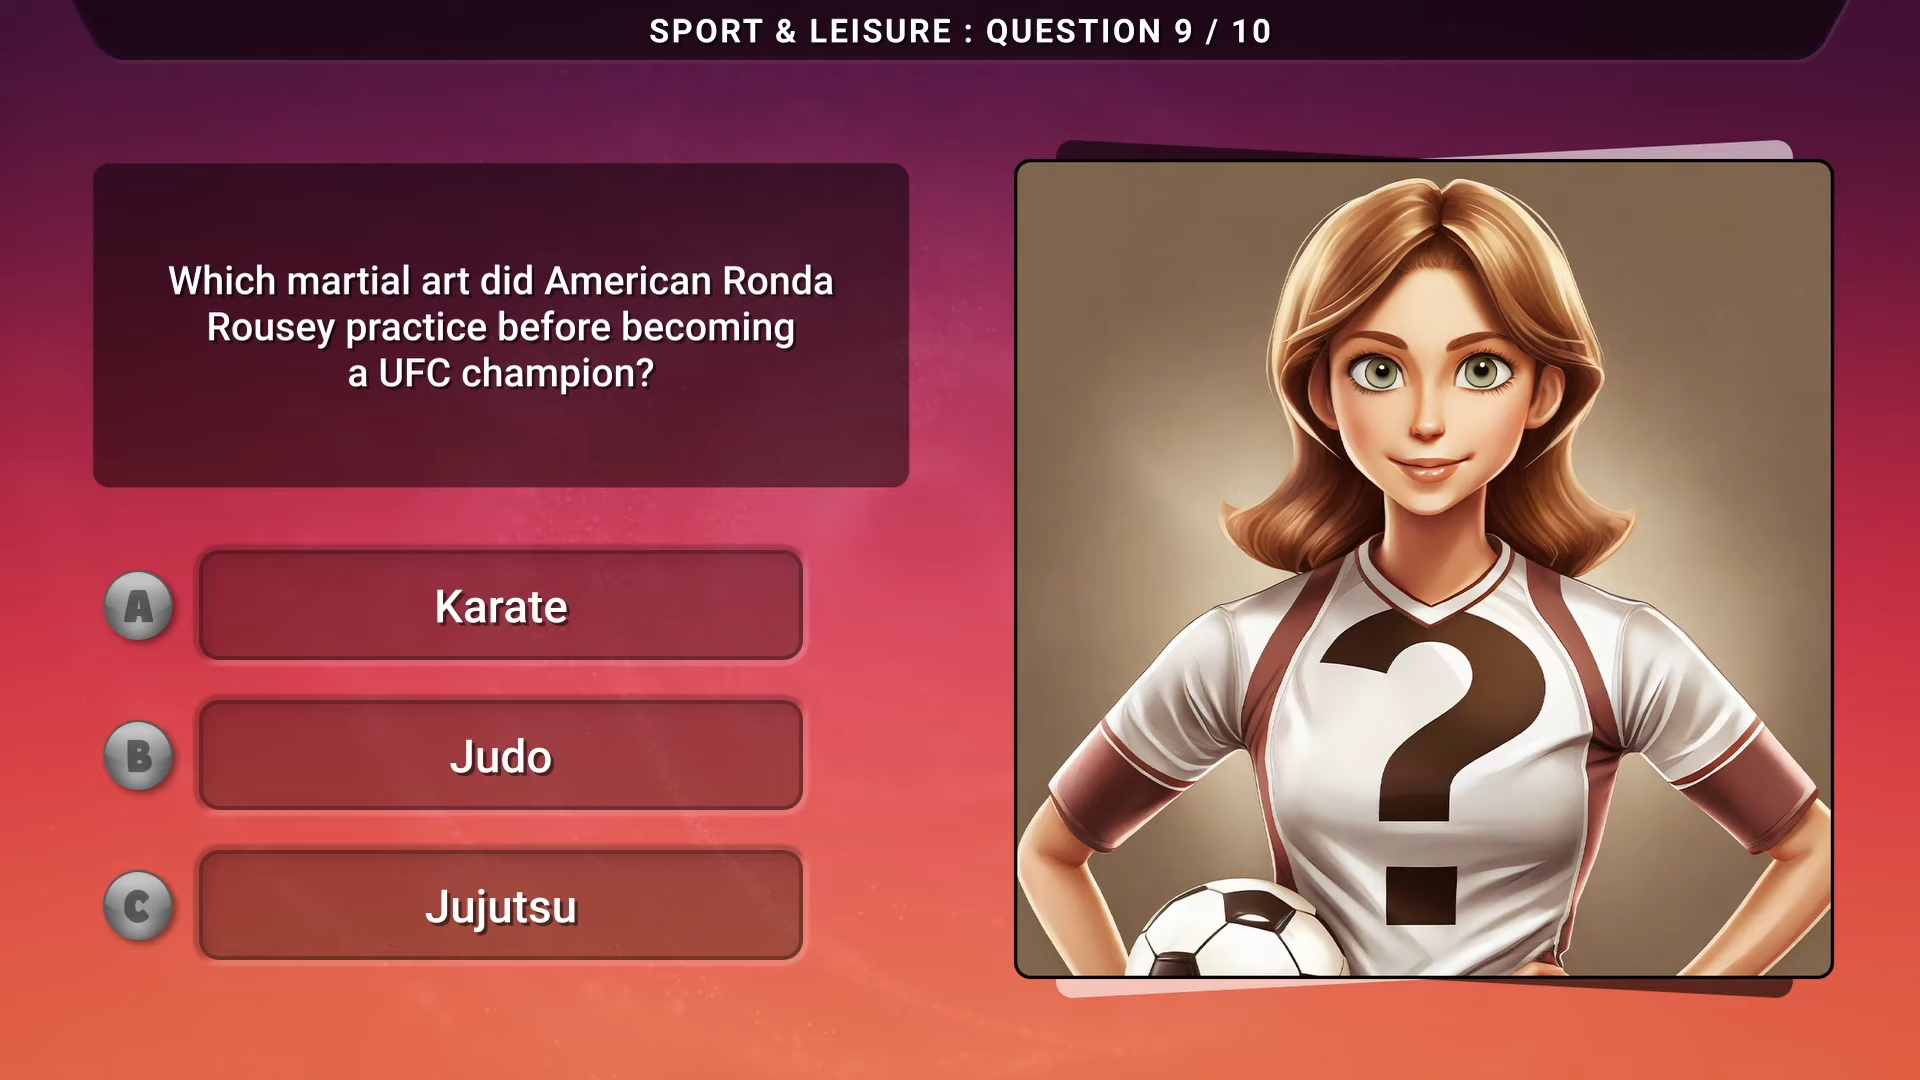 SPORT & LEISURE : QUESTION 9 / 10
Which martial art did American Ronda
Rousey practice before becoming
a UFC champion?
A Karate
B Judo
C Jujutsu
?